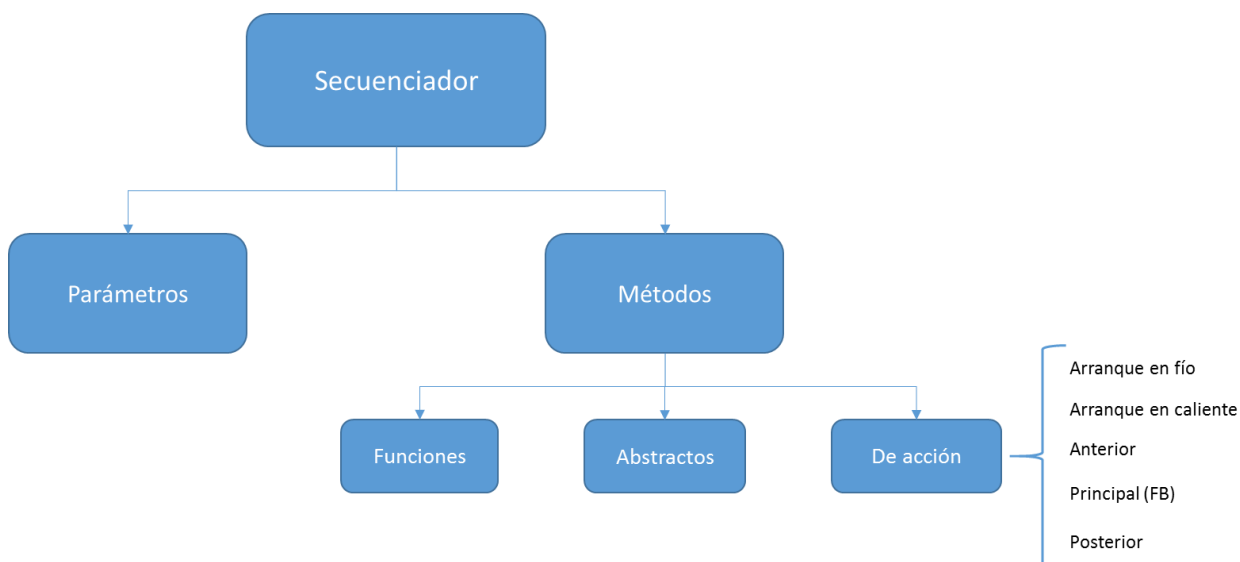 Secuenciador
Parámetros
Métodos
Funciones
Abstractos
De acción
Arranque en fío
Arranque en caliente
Anterior
Principal (FB)
Posterior